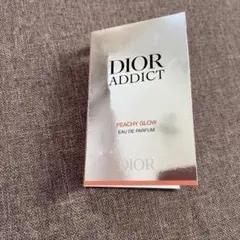 DIOR
ADDICT
PEACHY GLOW
EAU DE PARFUM
DIOR